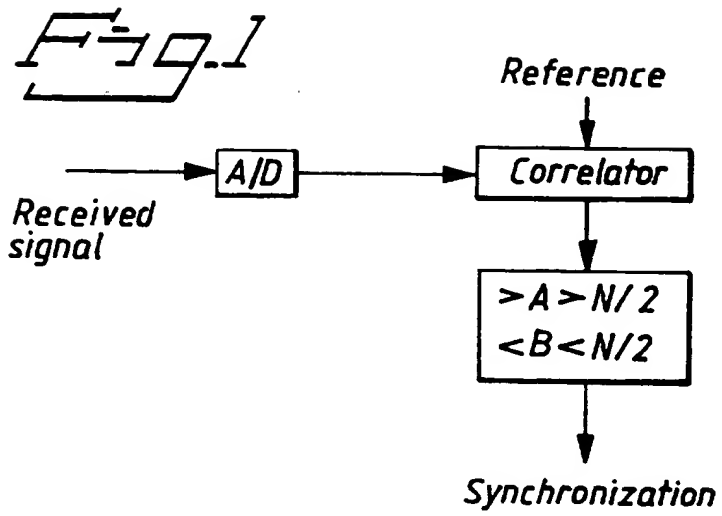 Fig.1
Reference
A/D
Correlator
Received
signal
>A>N/2
<B<N/2
Synchronization